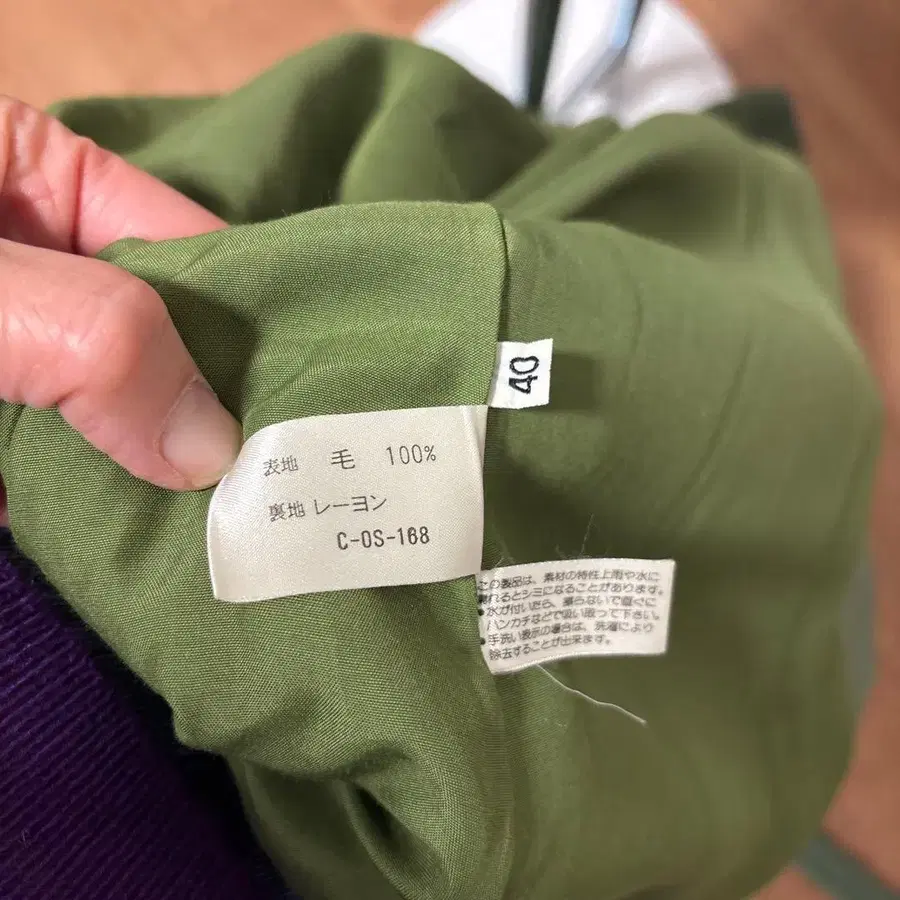 40
表地 毛 100%
裏地 レーヨン
C-OS-168
この製品は、素材の特性上雨や水に
濡れるとシミになることがあります。
●水が付いたら、擦らないで直ぐに
ハンカチなどで吸い取って下さい。
●手洗い表示の場合は、洗濯により
除去することが出来ます。